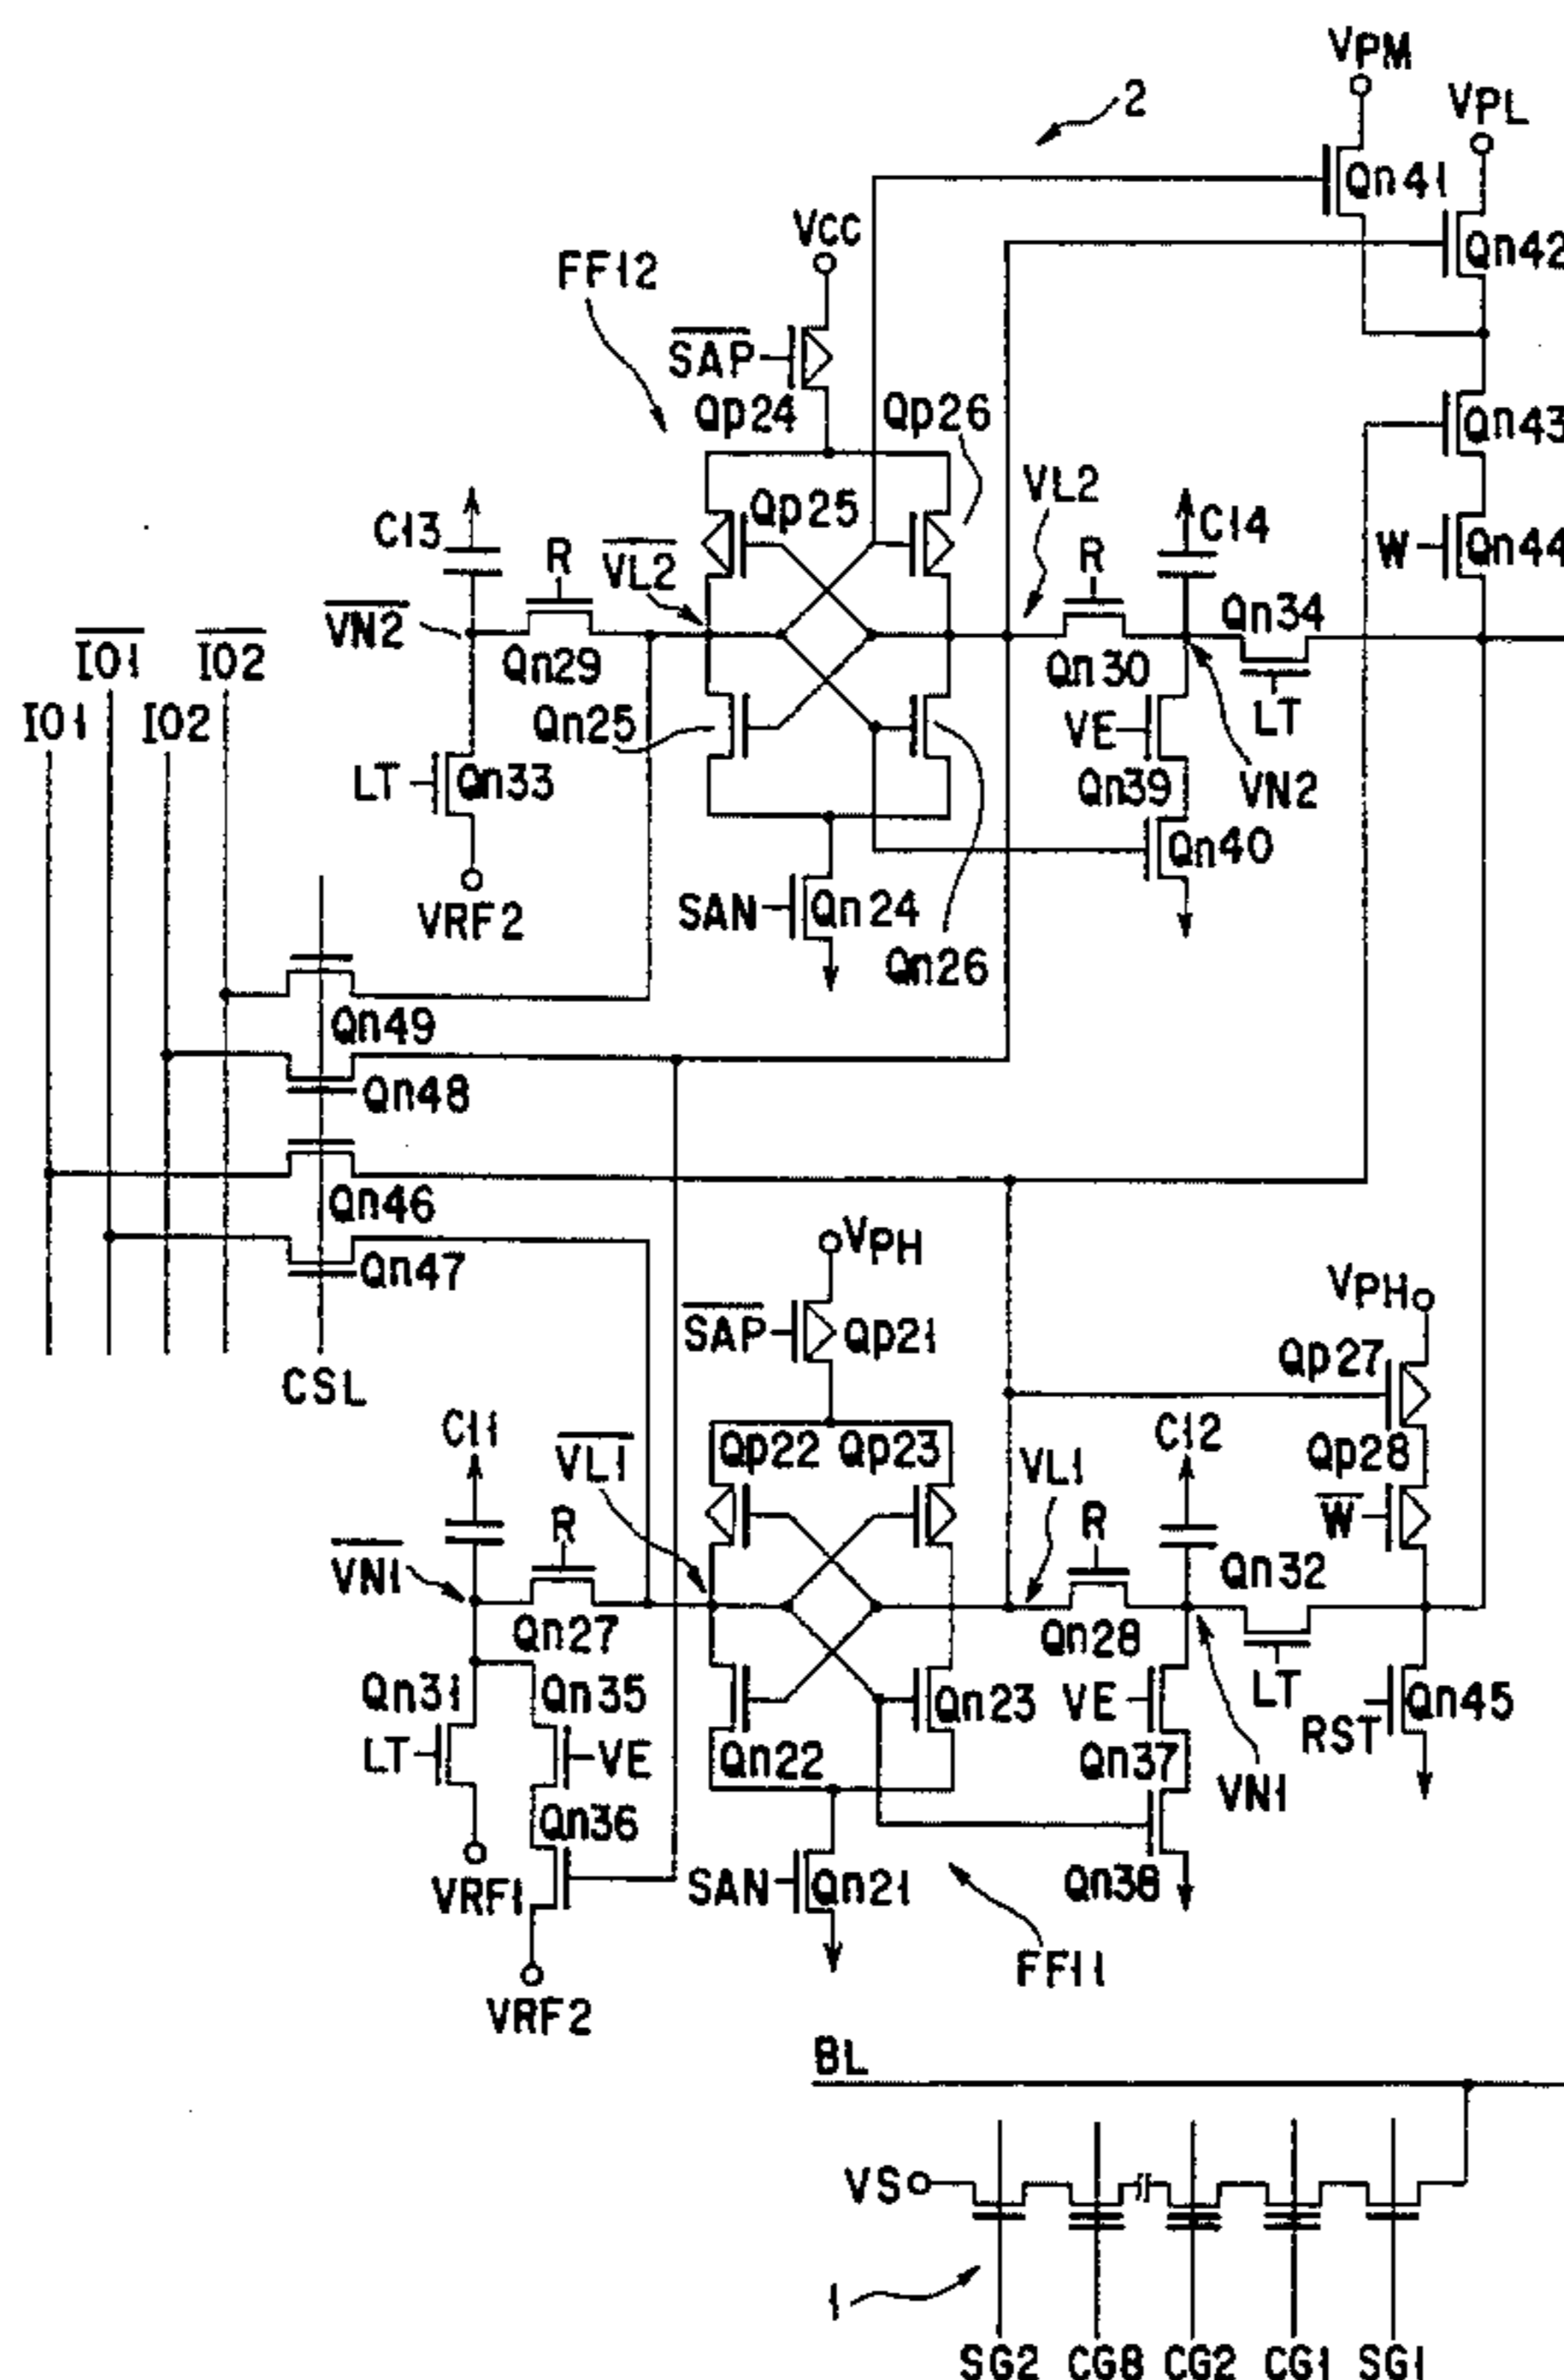 VPM
2
VPL
Qn41
VCC
Qn42
FF12
SAP
Qp24
Qp26
Qn43
VL2
Qp25
C13
C14
R
VL2
R
W
Qn44
VN2
Qn34
IO1
IO2
Qn29
Qn30
IO1
IO2
Qn25
VE
LT
LT
Qn33
Qn39
VN2
Qn40
VRF2
SAN
Qn24
Qn26
Qn49
Qn48
Qn46
VPH
Qn47
VPH
SAP
Qp21
Qp27
CSL
C11
VL1
Qp22
Qp23
VL1
C12
Qp28
R
R
W
VN1
Qn32
Qn27
Qn28
Qn31
Qn35
Qn23
VE
LT
Qn45
RST
LT
VE
Qn22
Qn37
VN1
Qn36
VRF1
SAN
Qn21
Qn38
FF11
VRF2
BL
VS
1
SG2
CG8
CG2
CG1
SG1